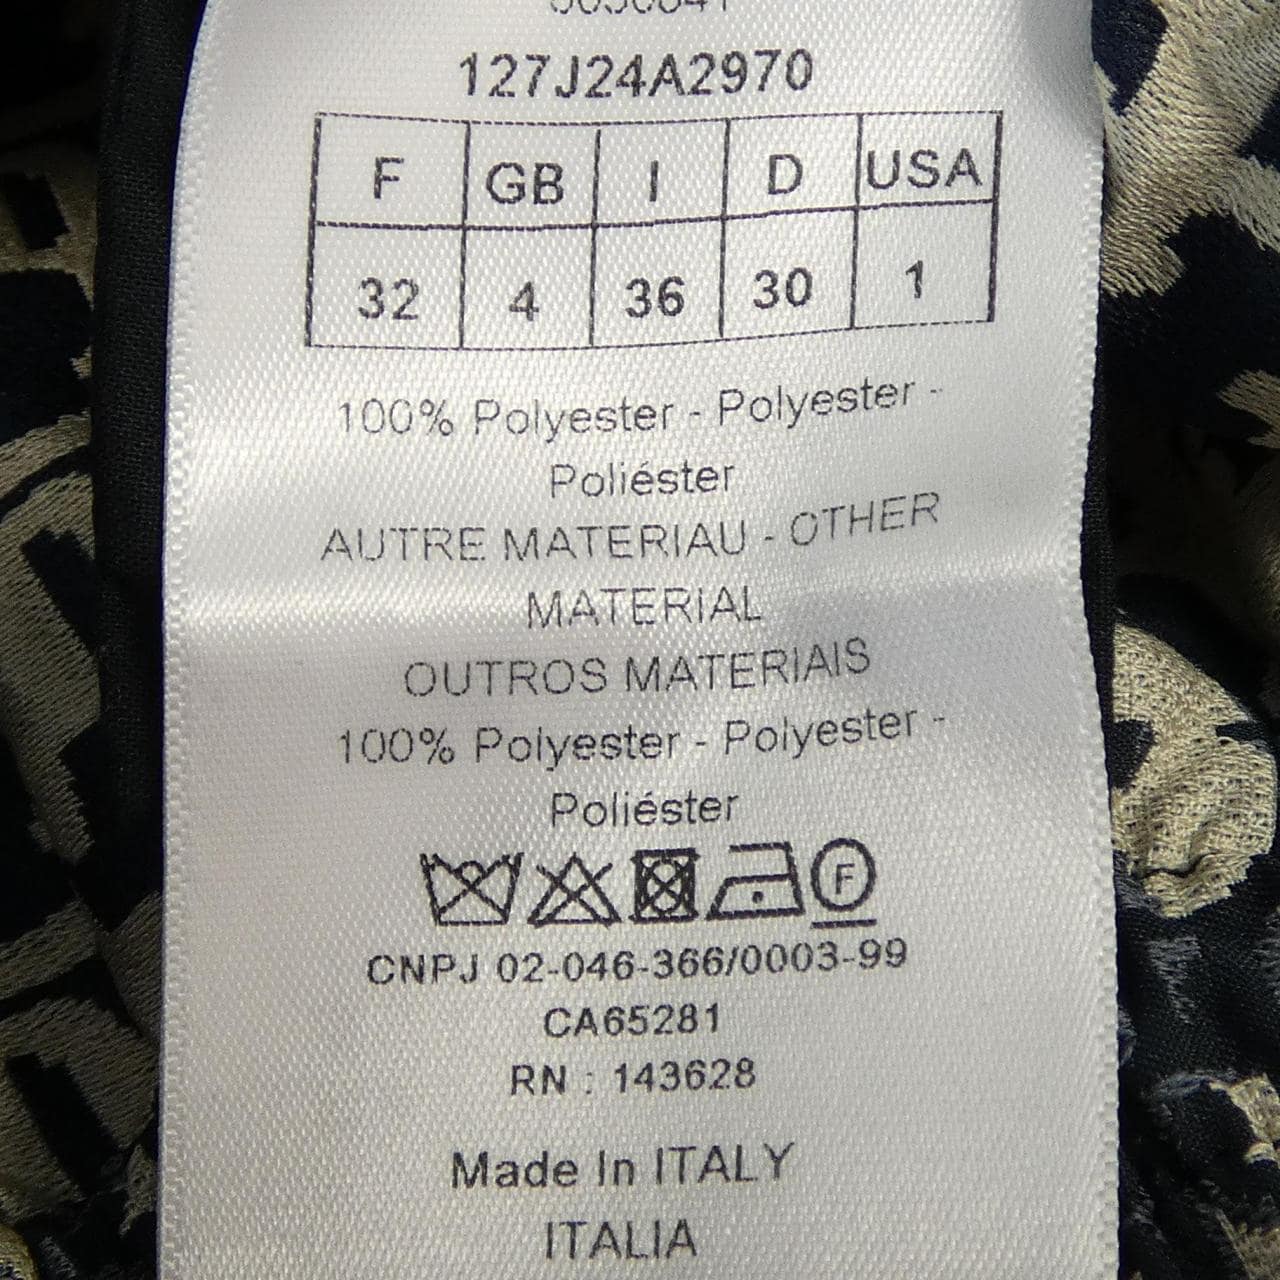 127J24A2970
F GB I D USA
32 4 36 30 1
100% Polyester - Polyester -
Poliéster
AUTRE MATERIAU - OTHER
MATERIAL
OUTROS MATERIAIS
100% Polyester - Polyester -
Poliéster
F
CNPJ 02-046-366/0003-99
CA65281
RN : 143628
Made In ITALY
ITALIA